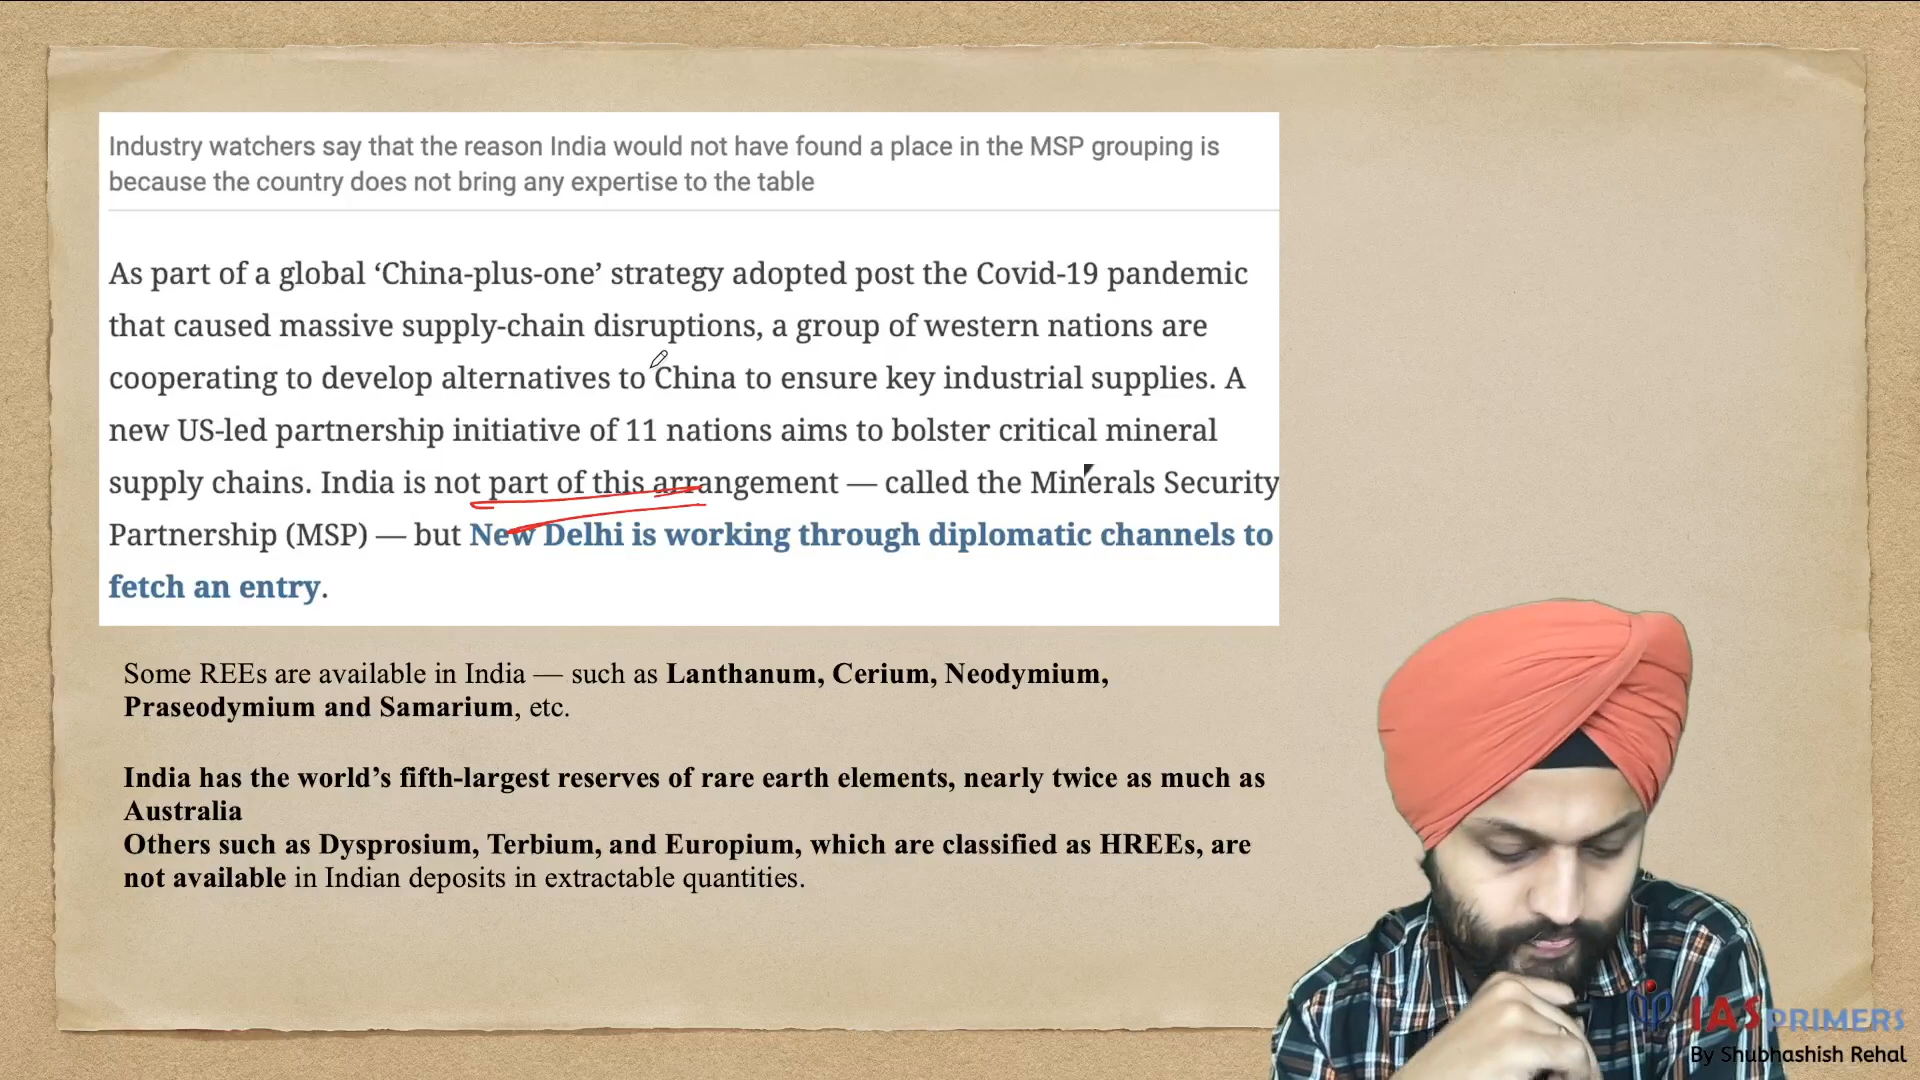 Industry watchers say that the reason India would not have found a place in the MSP grouping is
because the country does not bring any expertise to the table
As part of a global ‘China-plus-one’ strategy adopted post the Covid-19 pandemic
that caused massive supply-chain disruptions, a group of western nations are
cooperating to develop alternatives to China to ensure key industrial supplies. A
new US-led partnership initiative of 11 nations aims to bolster critical mineral
supply chains. India is not part of this arrangement — called the Minerals Security
Partnership (MSP) — but New Delhi is working through diplomatic channels to
fetch an entry.
Some REEs are available in India — such as Lanthanum, Cerium, Neodymium,
Praseodymium and Samarium, etc.
India has the world’s fifth-largest reserves of rare earth elements, nearly twice as much as
Australia
Others such as Dysprosium, Terbium, and Europium, which are classified as HREEs, are
not available in Indian deposits in extractable quantities.
IAS PRIMERS
By Shubhashish Rehal